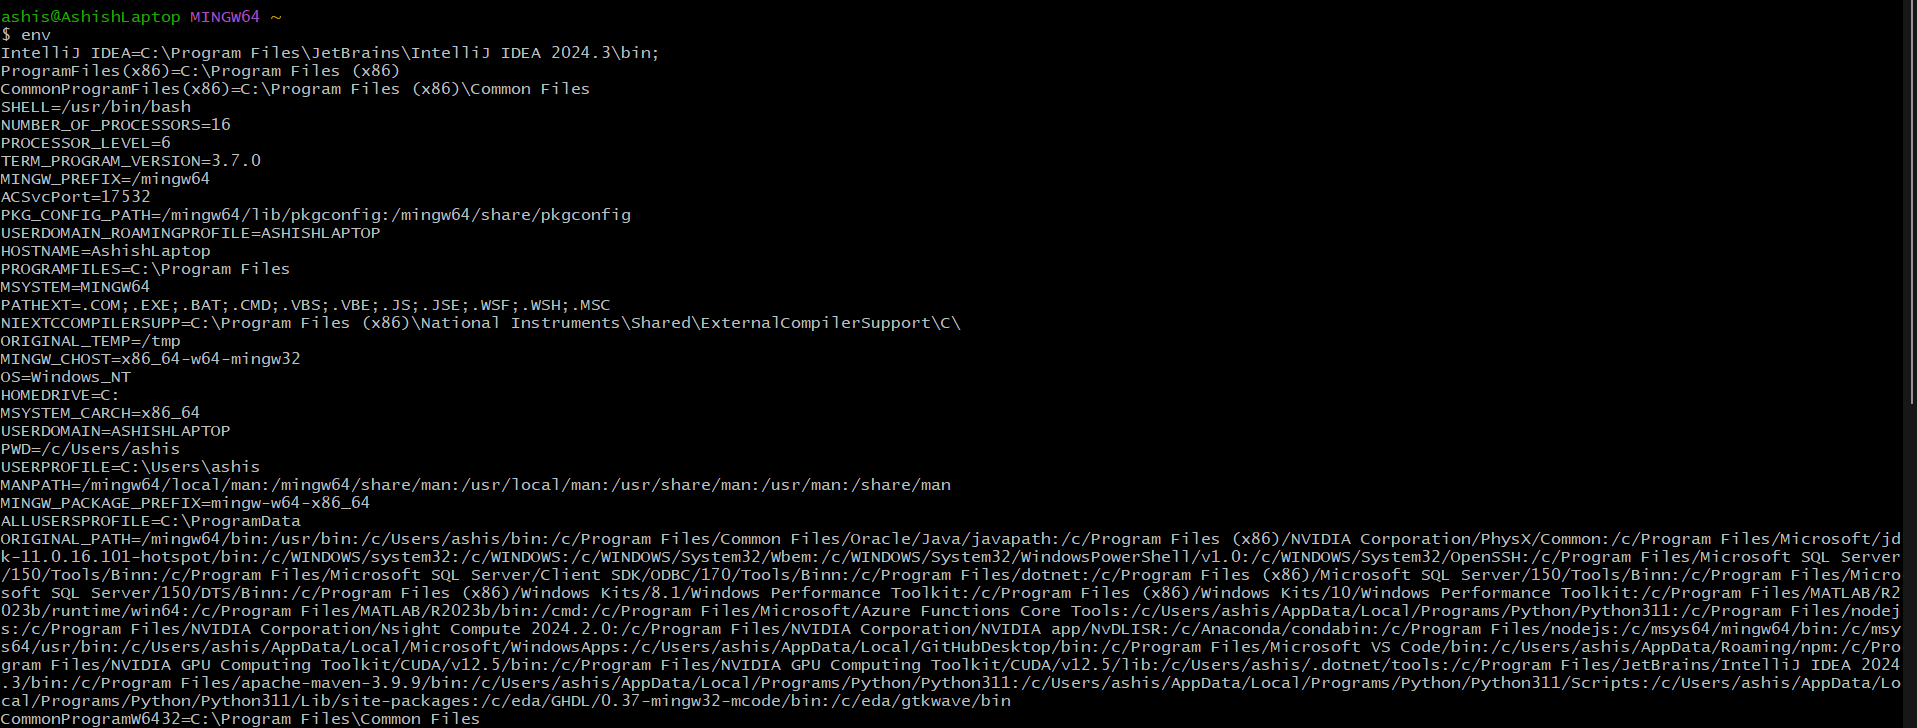 ashis@AshishLaptop MINGW64 ~
$ env
IntelliJ IDEA=C:\Program Files\JetBrains\IntelliJ IDEA 2024.3\bin;
ProgramFiles(x86)=C:\Program Files (x86)
CommonProgramFiles(x86)=C:\Program Files (x86)\Common Files
SHELL=/usr/bin/bash
NUMBER_OF_PROCESSORS=16
PROCESSOR_LEVEL=6
TERM_PROGRAM_VERSION=3.7.0
MINGW_PREFIX=/mingw64
ACSvcPort=17532
PKG_CONFIG_PATH=/mingw64/lib/pkgconfig:/mingw64/share/pkgconfig
USERDOMAIN_ROAMINGPROFILE=ASHISHLAPTOP
HOSTNAME=AshishLaptop
PROGRAMFILES=C:\Program Files
MSYSTEM=MINGW64
PATHEXT=.COM;.EXE;.BAT;.CMD;.VBS;.VBE;.JS;.JSE;.WSF;.WSH;.MSC
NIEXTCCOMPILERSUPP=C:\Program Files (x86)\National Instruments\Shared\ExternalCompilerSupport\C\
ORIGINAL_TEMP=/tmp
MINGW_CHOST=x86_64-w64-mingw32
OS=Windows_NT
HOMEDRIVE=C:
MSYSTEM_CARCH=x86_64
USERDOMAIN=ASHISHLAPTOP
PWD=/c/Users/ashis
USERPROFILE=C:\Users\ashis
MANPATH=/mingw64/local/man:/mingw64/share/man:/usr/local/man:/usr/share/man:/usr/man:/share/man
MINGW_PACKAGE_PREFIX=mingw-w64-x86_64
ALLUSERSPROFILE=C:\ProgramData
ORIGINAL_PATH=/mingw64/bin:/usr/bin:/c/Users/ashis/bin:/c/Program Files/Common Files/Oracle/Java/javapath:/c/Program Files (x86)/NVIDIA Corporation/PhysX/Common:/c/Program Files/Microsoft/jd
k-11.0.16.101-hotspot/bin:/c/WINDOWS/system32:/c/WINDOWS:/c/WINDOWS/System32/Wbem:/c/WINDOWS/System32/WindowsPowerShell/v1.0:/c/WINDOWS/System32/OpenSSH:/c/Program Files/Microsoft SQL Server
/150/Tools/Binn:/c/Program Files/Microsoft SQL Server/Client SDK/ODBC/170/Tools/Binn:/c/Program Files/dotnet:/c/Program Files (x86)/Microsoft SQL Server/150/Tools/Binn:/c/Program Files/Micro
soft SQL Server/150/DTS/Binn:/c/Program Files (x86)/Windows Kits/8.1/Windows Performance Toolkit:/c/Program Files (x86)/Windows Kits/10/Windows Performance Toolkit:/c/Program Files/MATLAB/R2
023b/runtime/win64:/c/Program Files/MATLAB/R2023b/bin:/cmd:/c/Program Files/Microsoft/Azure Functions Core Tools:/c/Users/ashis/AppData/Local/Programs/Python/Python311:/c/Program Files/nodej
s:/c/Program Files/NVIDIA Corporation/Nsight Compute 2024.2.0:/c/Program Files/NVIDIA Corporation/NVIDIA app/NvDLISR:/c/Anaconda/condabin:/c/Program Files/nodejs:/c/msys64/mingw64/bin:/c/msy
s64/usr/bin:/c/Users/ashis/AppData/Local/Microsoft/WindowsApps:/c/Users/ashis/AppData/Local/GitHubDesktop/bin:/c/Program Files/Microsoft VS Code/bin:/c/Users/ashis/AppData/Roaming/npm:/c/Pro
gram Files/NVIDIA GPU Computing Toolkit/CUDA/v12.5/bin:/c/Program Files/NVIDIA GPU Computing Toolkit/CUDA/v12.5/lib:/c/Users/ashis/.dotnet/tools:/c/Program Files/JetBrains/IntelliJ IDEA 2024
.3/bin:/c/Program Files/apache-maven-3.9.9/bin:/c/Users/ashis/AppData/Local/Programs/Python/Python311:/c/Users/ashis/AppData/Local/Programs/Python/Python311/Scripts:/c/Users/ashis/AppData/Lo
cal/Programs/Python/Python311/Lib/site-packages:/c/eda/GHDL/0.37-mingw32-mcode/bin:/c/eda/gtkwave/bin
CommonProgramW6432=C:\Program Files\Common Files